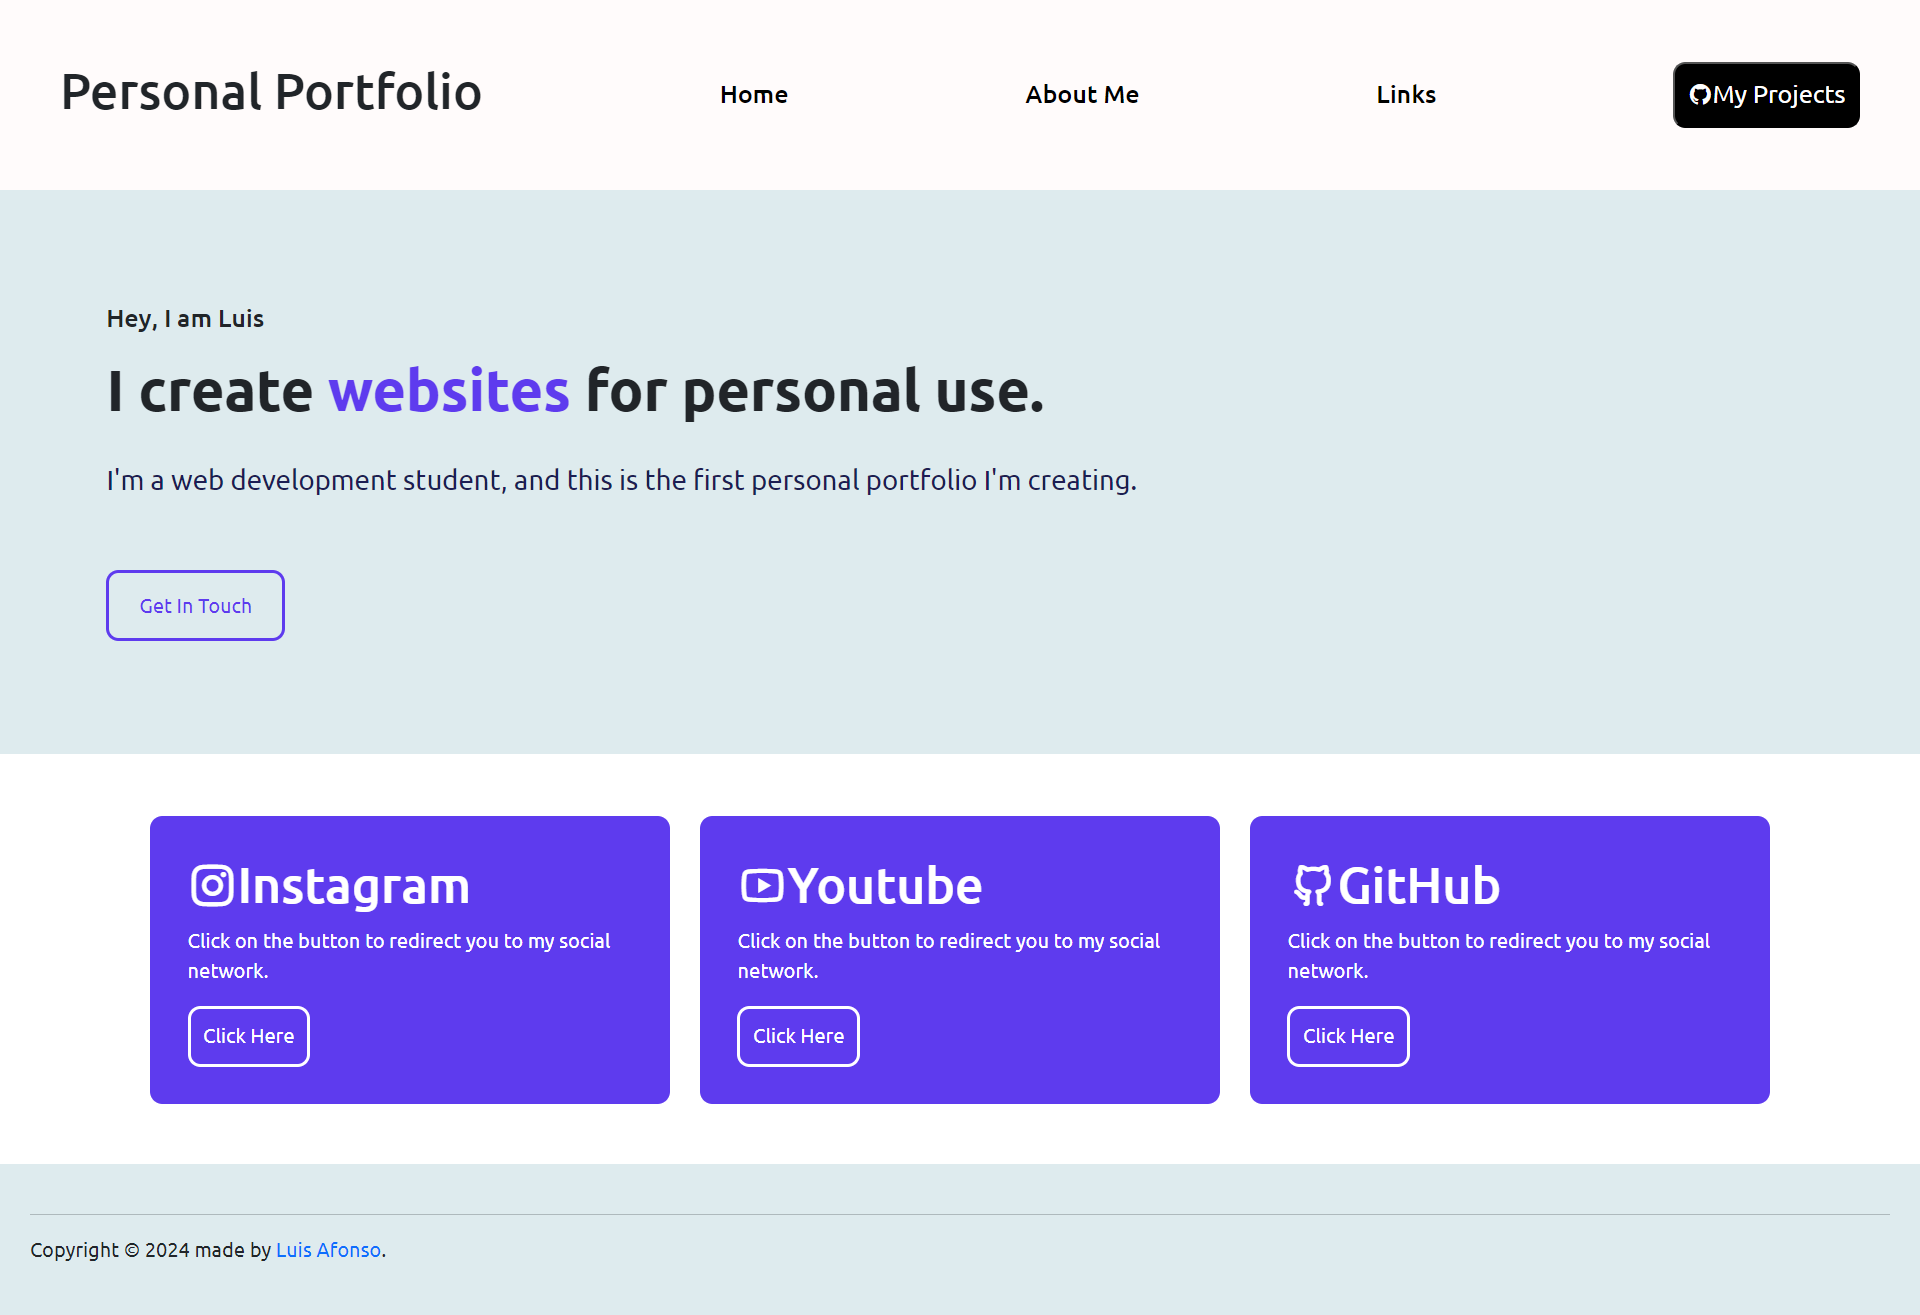 Personal Portfolio
Home
About Me
Links
My Projects
Hey, I am Luis
I create websites for personal use.
I'm a web development student, and this is the first personal portfolio I'm creating.
Get In Touch
Instagram
Click on the button to redirect you to my social
network.
Click Here
Youtube
Click on the button to redirect you to my social
network.
Click Here
GitHub
Click on the button to redirect you to my social
network.
Click Here
Copyright © 2024 made by Luis Afonso.